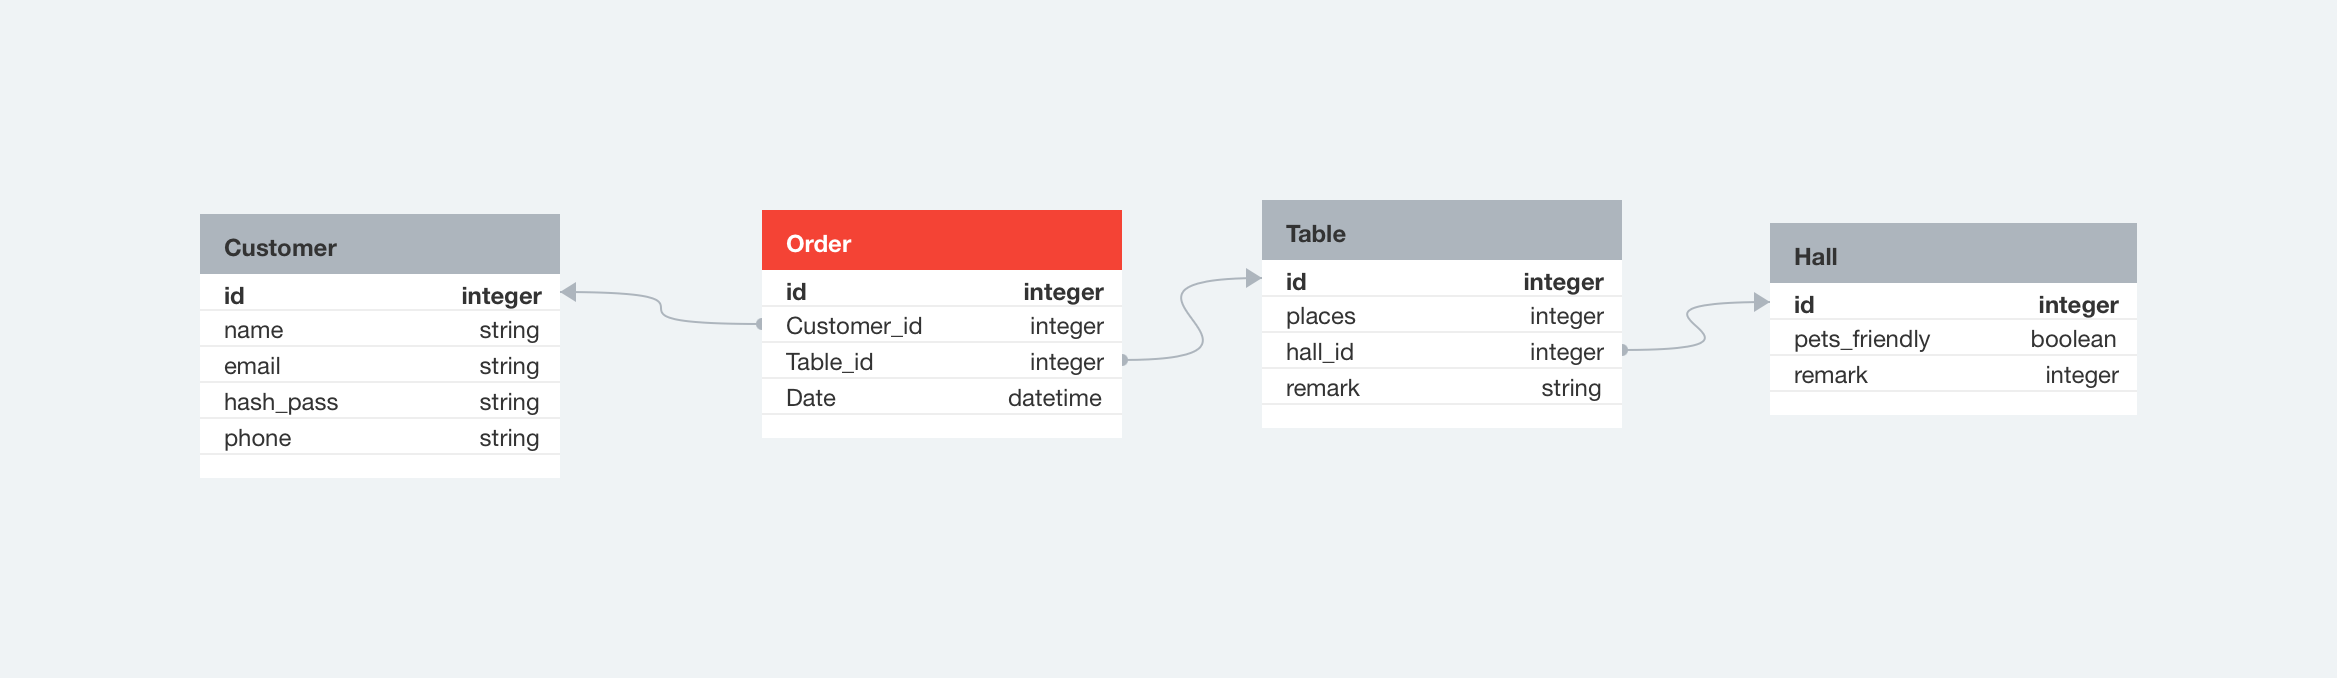 Customer
id integer
name string
email string
hash_pass string
phone string
Order
id integer
Customer_id integer
Table_id integer
Date datetime
Table
id integer
places integer
hall_id integer
remark string
Hall
id integer
pets_friendly boolean
remark integer